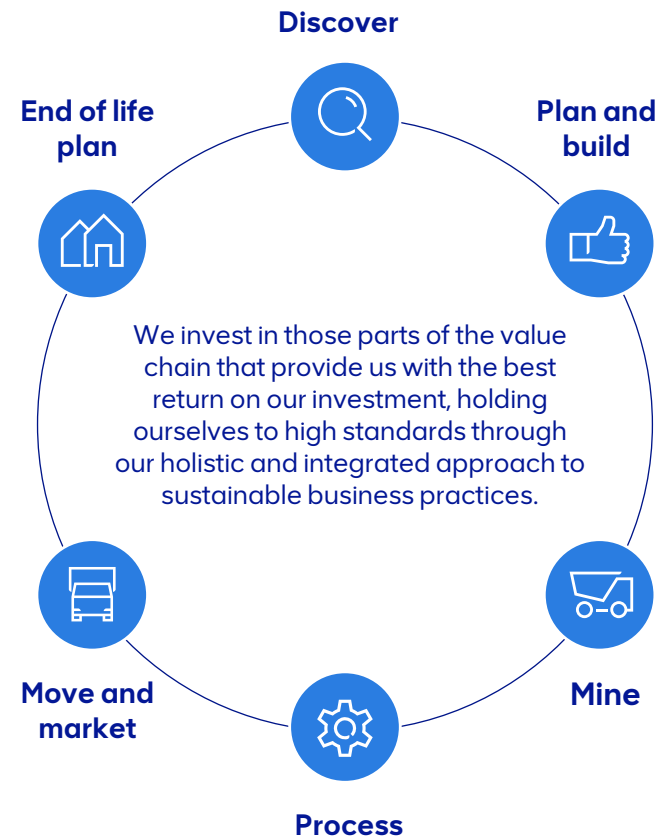 Discover
Plan and
build
Mine
Process
Move and
market
End of life
plan
We invest in those parts of the value
chain that provide us with the best
return on our investment, holding
ourselves to high standards through
our holistic and integrated approach to
sustainable business practices.